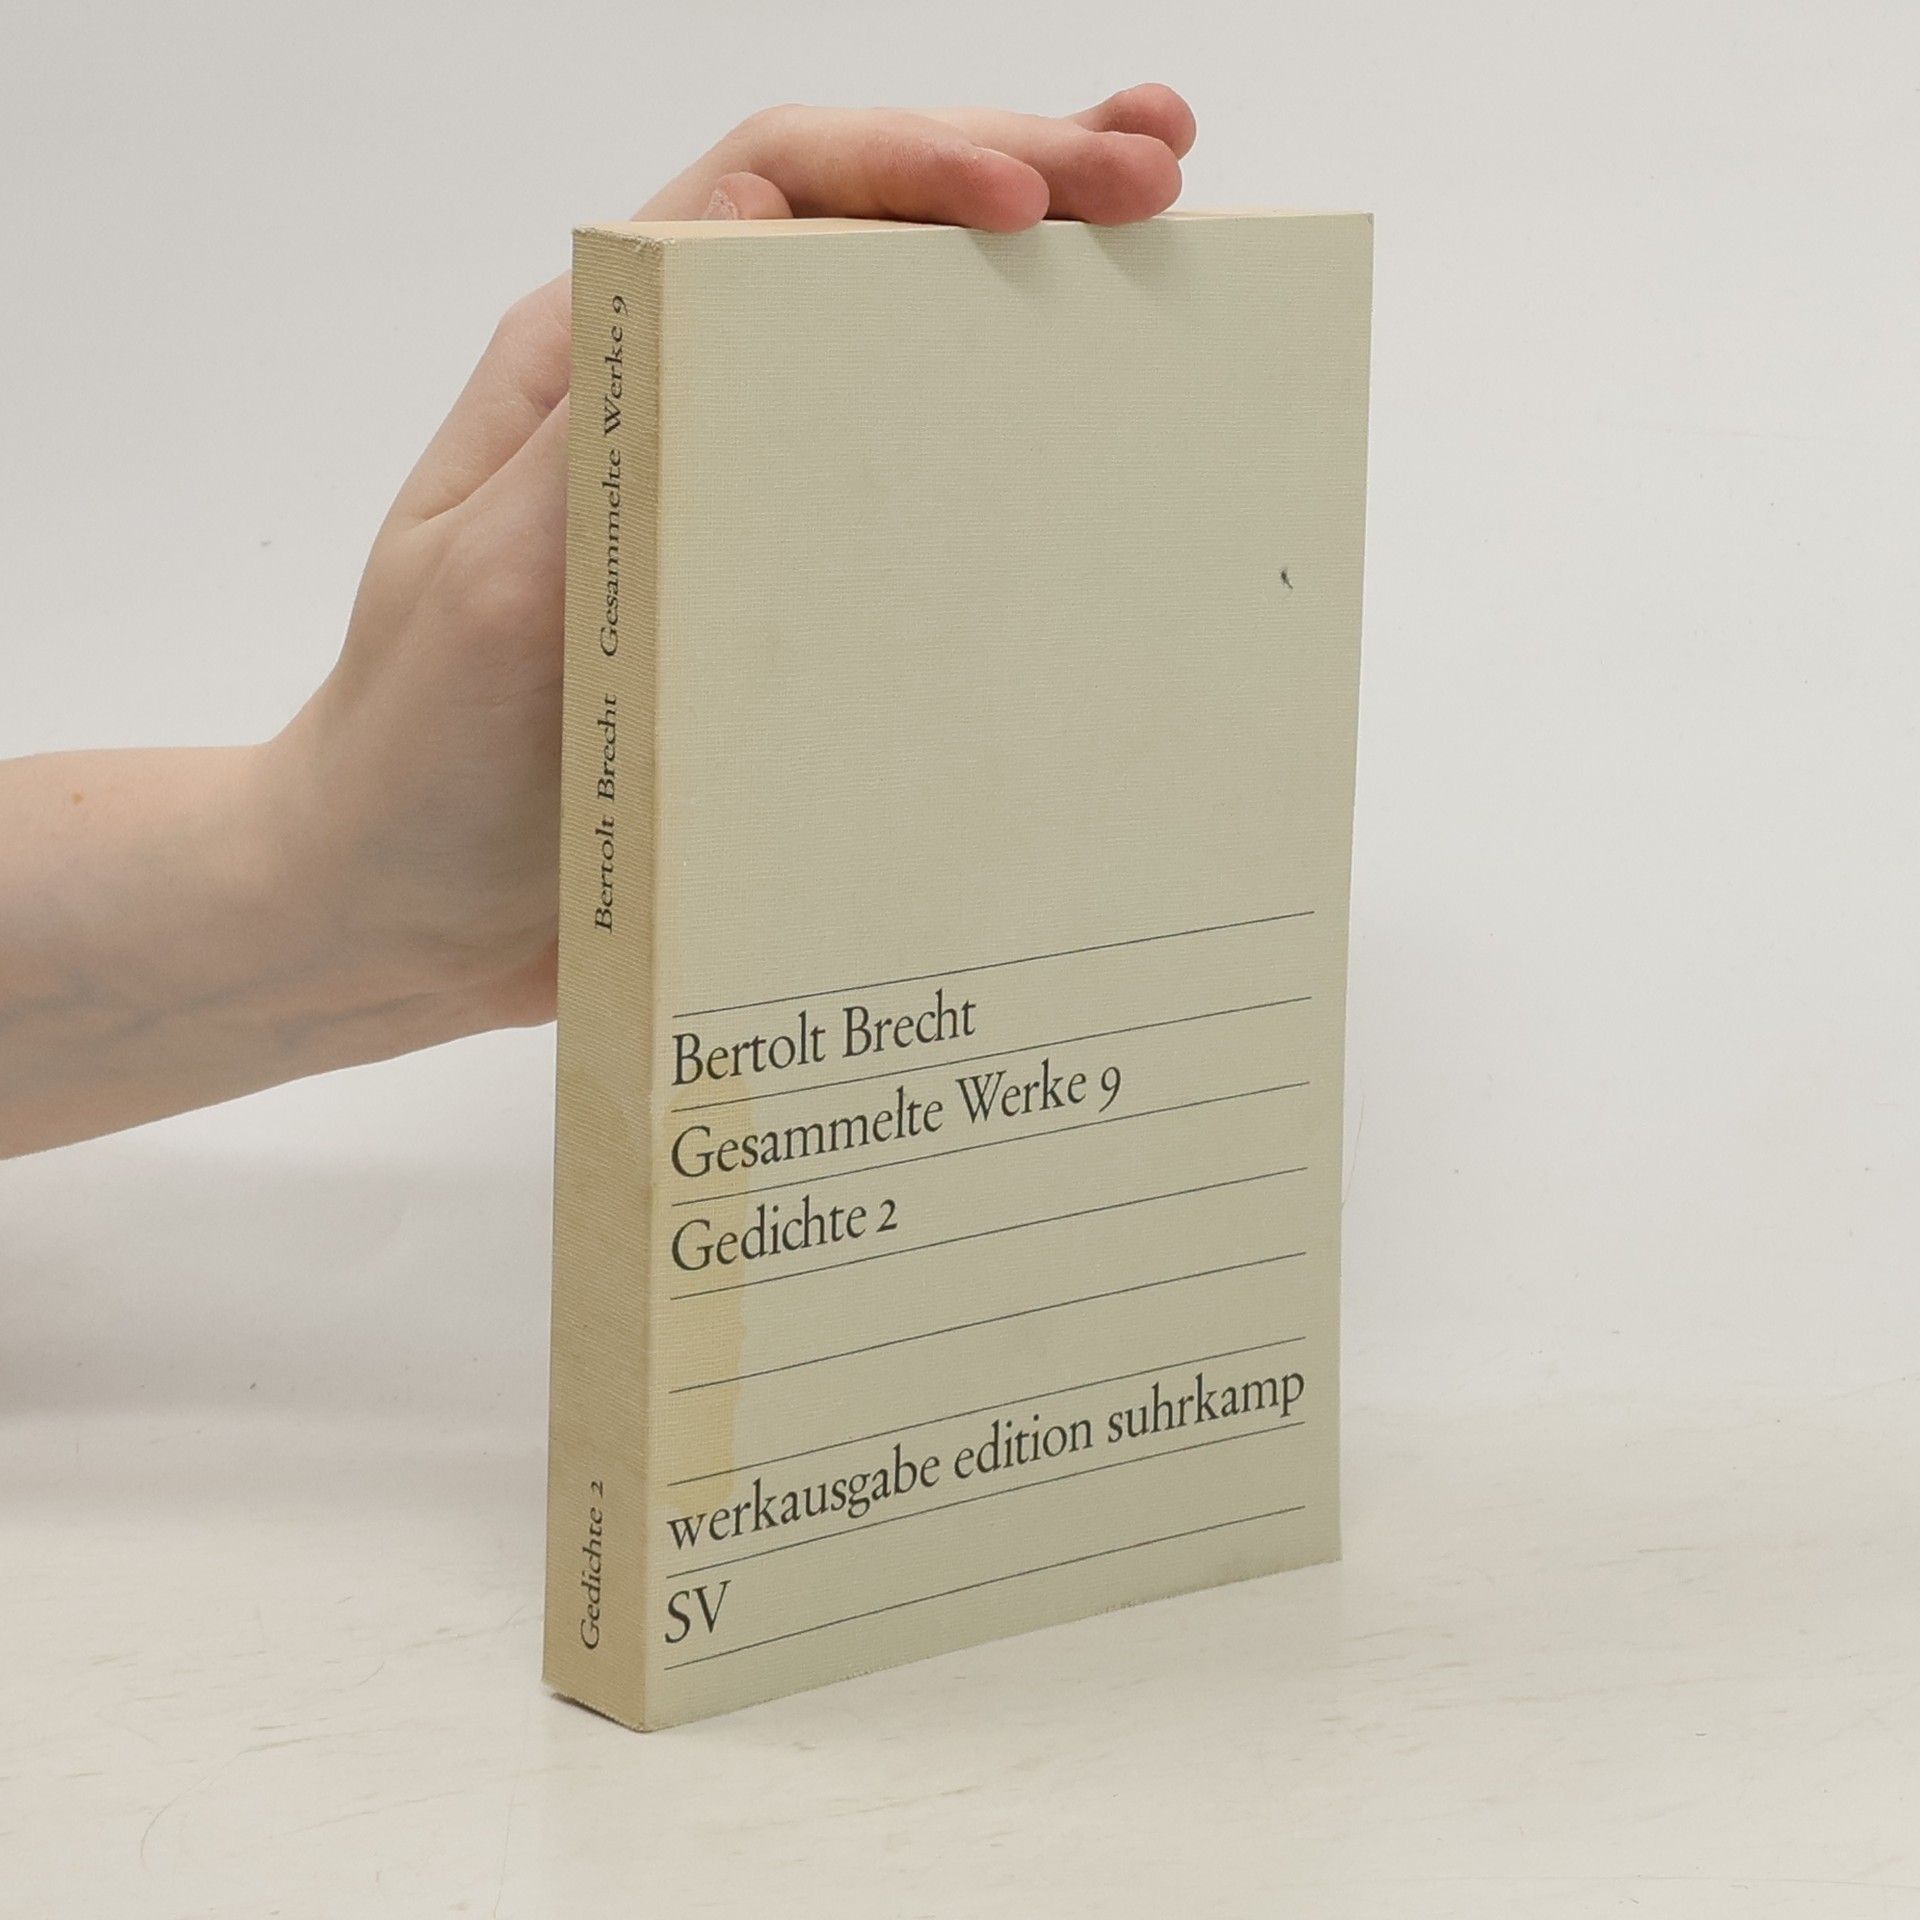 Bertolt Brecht Gesammelte Werke 9
Gedichte 2
Bertolt Brecht
Gesammelte Werke 9
Gedichte 2
werkausgabe edition suhrkamp
SV